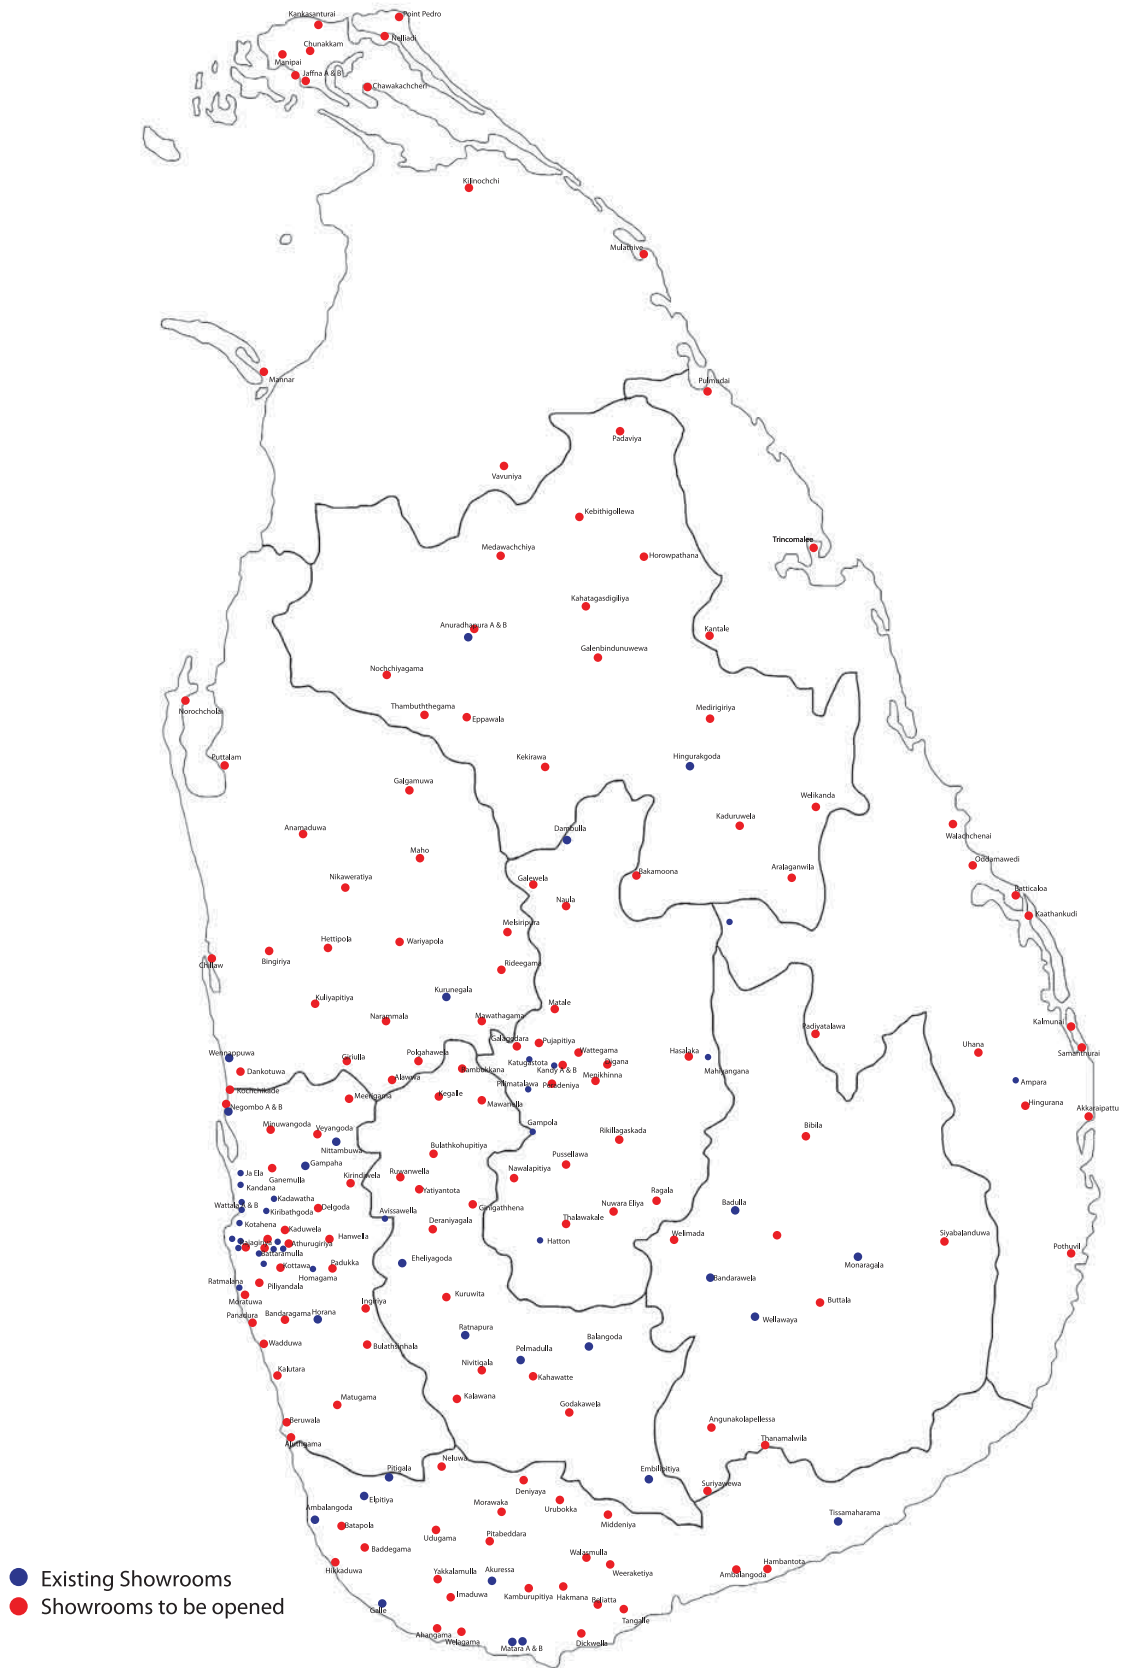 Kankasanturai
Point Pedro
Nelliadi
Chunakkam
Manipai
Jaffna A & B
Chawakachcheri
Kilinochchi
Mulathive
Mannar
Pulmudai
Padaviya
Vavuniya
Kebithigollewa
Trincomalee
Medawachchiya
Horowpathana
Kahatagasdigiliya
Anuradhapura A & B
Kantale
Galenbindunuwewa
Nochchiyagama
Norochcholai
Thambuththegama
Eppawala
Medirigiriya
Puttalam
Kekirawa
Hingurakgoda
Galgamuwa
Welikanda
Anamaduwa
Dambulla
Kaduruwela
Walachchenai
Maho
Oddamawedi
Nikaweratiya
Galewela
Bakamoona
Aralaganwila
Batticaloa
Naula
Kaathankudi
Melsiripura
Hettipola
Wariyapola
Chillaw
Bingiriya
Rideegama
Kurunegala
Kuliyapitiya
Matale
Narammala
Mawathagama
Kalmunai
Padiyatalawa
Galagedara
Pujapitiya
Uhana
Samanthurai
Wennappuwa
Giriulla
Polgahawela
Katugastota
Wattegama
Hasalaka
Dankotuwa
Rambukkana
Kandy A & B
Digana
Mahiyangana
Alawwa
Pilimatalawa
Peradeniya
Menikhinna
Ampara
Kochchikade
Meerigama
Kegalle
Mawanella
Hingurana
Negombo A & B
Akkaraipattu
Minuwangoda
Veyangoda
Gampola
Bibila
Nittambuwa
Bulathkohupitiya
Rikillagaskada
Gampaha
Pussellawa
Ja Ela
Ganemulla
Kirindiwela
Ruwanwella
Nawalapitiya
Kandana
Yatiyantota
Kadawatha
Ragala
Wattala A & B
Kiribathgoda
Delgoda
Avissawella
Ginigathhena
Nuwara Eliya
Badulla
Kotahena
Kaduwela
Deraniyagala
Thalawakale
Rajagiriya
Athurugiriya
Hanwella
Hatton
Welimada
Siyabalanduwa
Battaramulla
Pothuvil
Kottawa
Padukka
Eheliyagoda
Monaragala
Ratmalana
Piliyandala
Homagama
Bandarawela
Moratuwa
Kuruwita
Buttala
Panadura
Bandaragama
Horana
Ingiriya
Wellawaya
Wadduwa
Bulathsinhala
Ratnapura
Pelmadulla
Balangoda
Kalutara
Nivitigala
Kahawatte
Matugama
Kalawana
Godakawela
Beruwala
Angunakolapellessa
Aluthgama
Thanamalwila
Pitigala
Neluwa
Embilipitiya
Deniyaya
Suriyawewa
Elpitiya
Ambalangoda
Morawaka
Urubokka
Middeniya
Tissamaharama
Batapola
Udugama
Pitabeddara
Baddegama
Hikkaduwa
Walasmulla
Weeraketiya
Hambantota
Ambalangoda
Yakkalamulla
Akuressa
Existing Showrooms
Imaduwa
Kamburupitiya
Hakmana
Beliatta
Showrooms to be opened
Galle
Tangalle
Ahangama
Welagama
Matara A & B
Dickwella